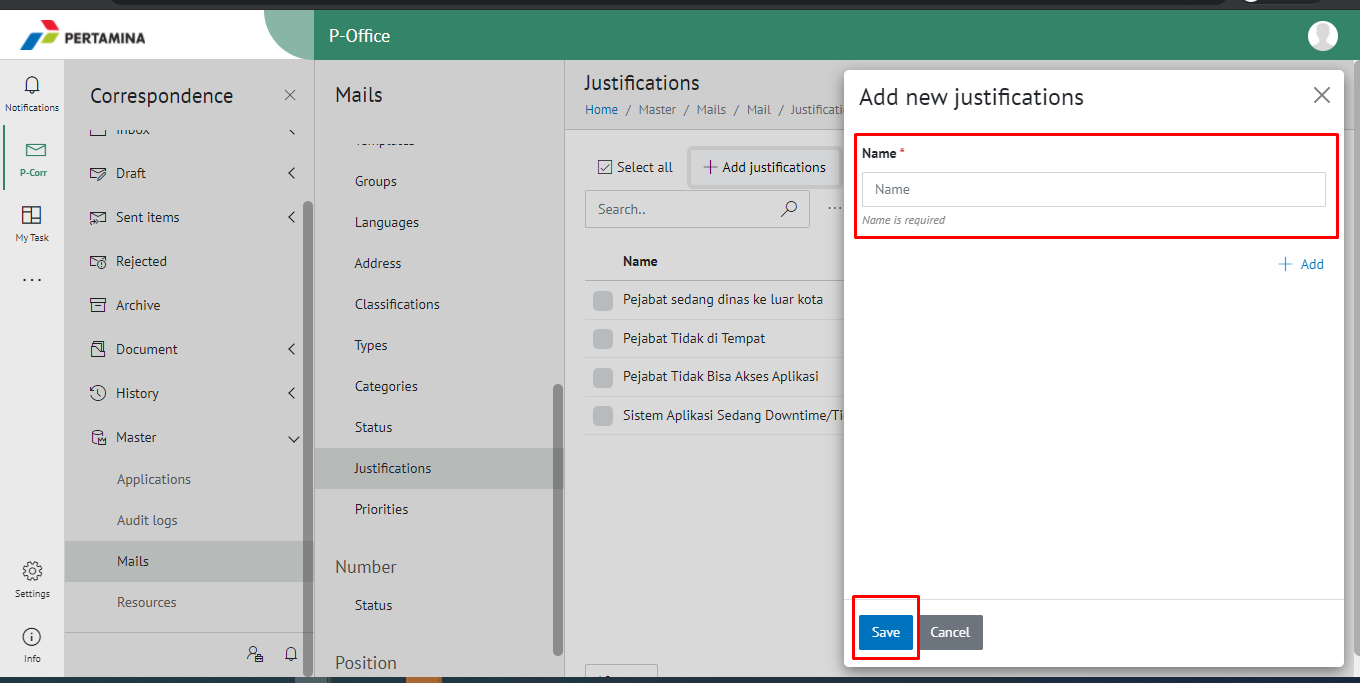 PERTAMINA
P-Office
Notifications
P-Corr
My Task
...
Settings
Info
Correspondence
Inbox
Draft
Sent items
Rejected
Archive
Document
History
Master
Applications
Audit logs
Mails
Resources
Mails
Templates
Groups
Languages
Address
Classifications
Types
Categories
Status
Justifications
Priorities
Number
Status
Position
Justifications
Home / Master / Mails / Mail / Justificati
Select all
Add justifications
Search..
...
Name
Pejabat sedang dinas ke luar kota
Pejabat Tidak di Tempat
Pejabat Tidak Bisa Akses Aplikasi
Sistem Aplikasi Sedang Downtime/Ti
Add new justifications
Name *
Name
Name is required
+ Add
Save
Cancel